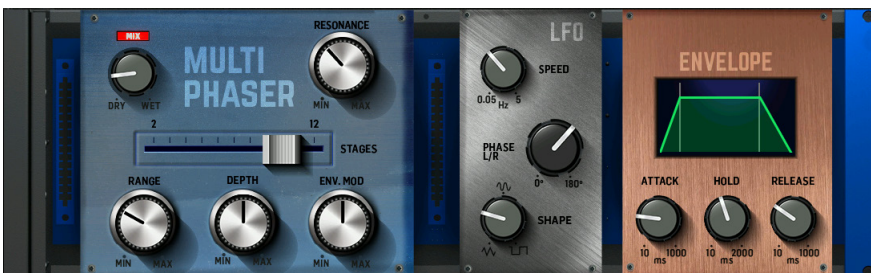 MIX
DRY WET
MULTI
PHASER
RESONANCE
MIN MAX
2 12
STAGES
RANGE
MIN MAX
DEPTH
MIN MAX
ENV. MOD
MIN MAX
LFO
SPEED
0.05 Hz 5
PHASE
L/R
0° 180°
SHAPE
ENVELOPE
ATTACK
10 1000
ms
HOLD
10 2000
ms
RELEASE
10 1000
ms